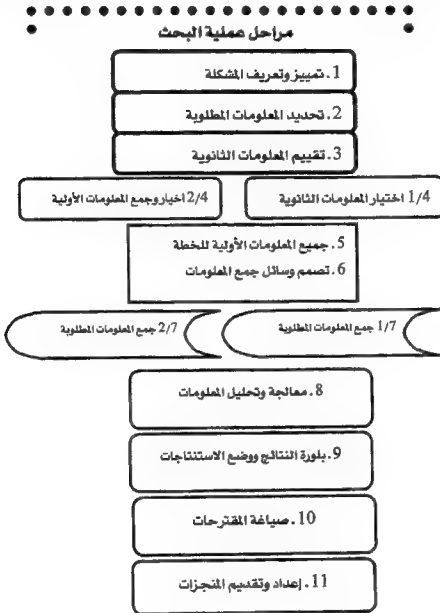 مراحل عملية البحث
1. تمييز وتعريف المشكلة
2. تحديد المعلومات المطلوبة
3. تقييم المعلومات الثانوية
1/4 اختيار المعلومات الثانوية
2/4 اخيار وجمع المعلومات الأولية
5. جميع المعلومات الأولية للخطة
6. تصمم وسائل جمع المعلومات
1/7 جمع المعلومات المطلوبة
2/7 جمع المعلومات المطلوبة
8. معالجة وتحليل المعلومات
9. بلورة النتائج ووضع الاستنتاجات
10. صياغة المقترحات
11. إعداد وتقديم المنجزات